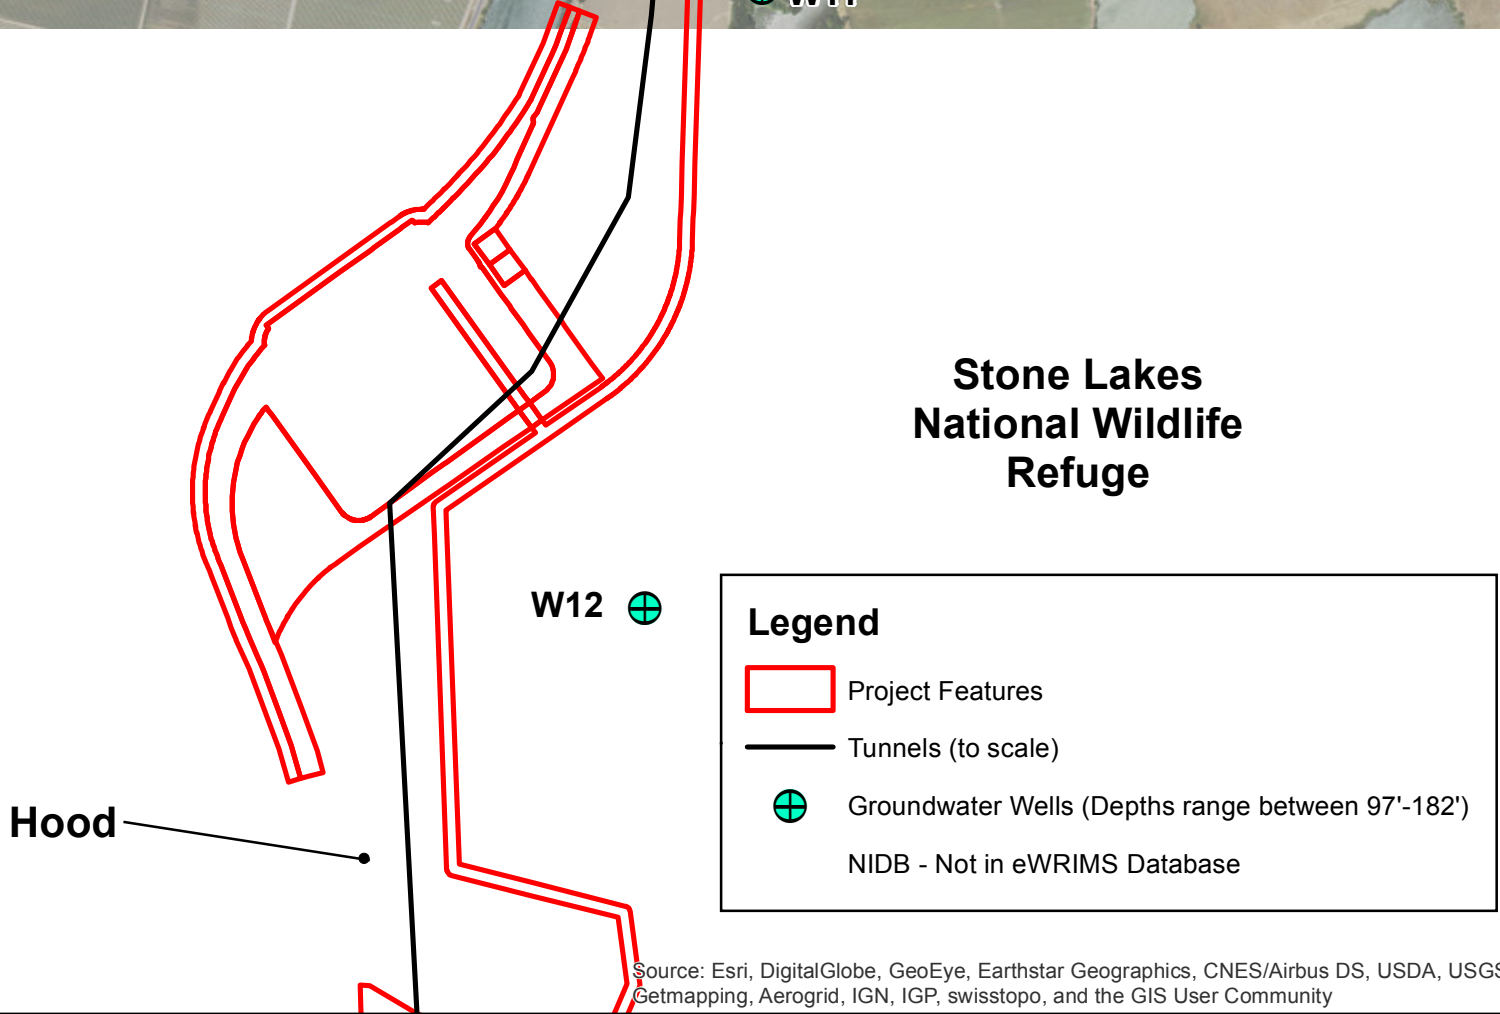 W11
Stone Lakes
National Wildlife
Refuge
W12
Legend
Project Features
Tunnels (to scale)
Groundwater Wells (Depths range between 97'-182')
NIDB - Not in eWRIMS Database
Hood
Source: Esri, DigitalGlobe, GeoEye, Earthstar Geographics, CNES/Airbus DS, USDA, USGS
Getmapping, Aerogrid, IGN, IGP, swisstopo, and the GIS User Community